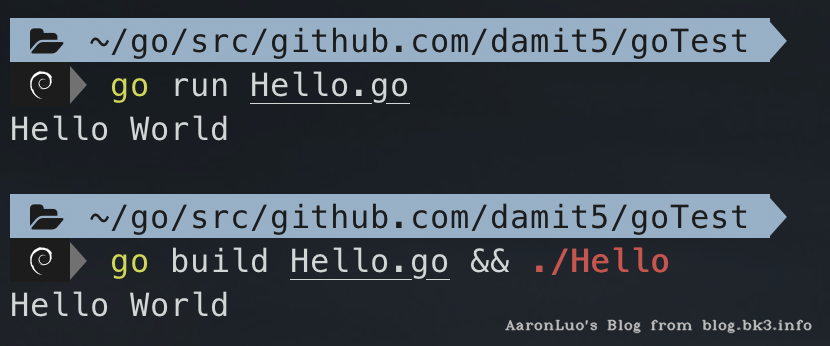 ~/go/src/github.com/damit5/goTest
go run Hello.go
Hello World
~/go/src/github.com/damit5/goTest
go build Hello.go && ./Hello
Hello World
AaronLuo's Blog from blog.bk3.info